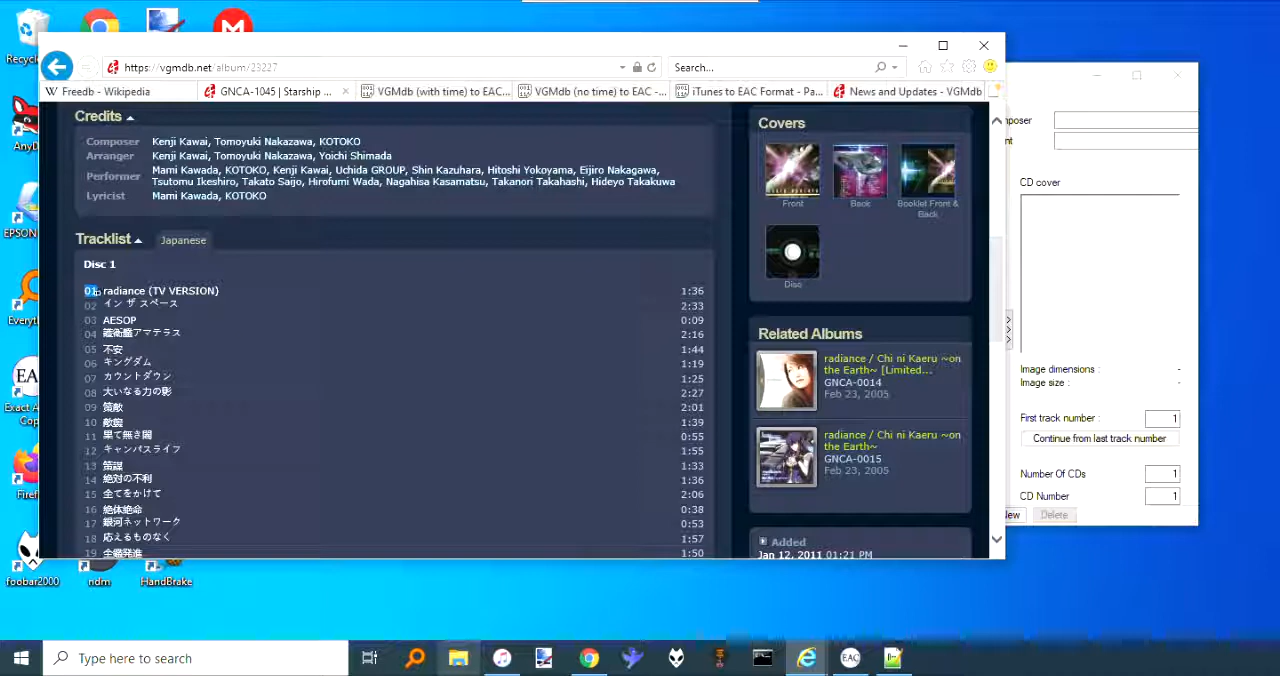 Recycle
AnyD
EPSON
Everyth
Exact A
Cop
Firef
foobar2000
ndm
HandBrake
https://vgmdb.net/album/23227
Search...
W Freedb - Wikipedia
GNCA-1045 | Starship ...
VGMdb (with time) to EAC...
VGMdb (no time) to EAC -...
iTunes to EAC Format - Pa...
News and Updates - VGMdb
Credits
Composer Kenji Kawai, Tomoyuki Nakazawa, KOTOKO
Arranger Kenji Kawai, Tomoyuki Nakazawa, Yoichi Shimada
Performer Mami Kawada, KOTOKO, Kenji Kawai, Uchida GROUP, Shin Kazuhara, Hitoshi Yokoyama, Eijiro Nakagawa,
Tsutomu Ikeshiro, Takato Saijo, Hirofumi Wada, Nagahisa Kasamatsu, Takanori Takahashi, Hideyo Takakuwa
Lyricist Mami Kawada, KOTOKO
Tracklist Japanese
Disc 1
01 radiance (TV VERSION) 1:36
02 イン ザ スペース 2:33
03 AESOP 0:09
04 護衛艦アマテラス 2:16
05 不安 1:44
06 キングダム 1:19
07 カウントダウン 1:25
08 大いなる力の影 2:27
09 策敵 2:01
10 敵襲 1:39
11 果て無き闇 0:55
12 キャンパスライフ 1:55
13 策謀 1:33
14 絶対の不利 1:36
15 全てをかけて 2:06
16 絶体絶命 0:38
17 銀河ネットワーク 0:53
18 応えるものなく 1:57
19 全艦発進 1:50
Covers
Front
Back
Booklet Front &
Back
Disc
Related Albums
radiance / Chi ni Kaeru ~on
the Earth~ [Limited...
GNCA-0014
Feb 23, 2005
radiance / Chi ni Kaeru ~on
the Earth~
GNCA-0015
Feb 23, 2005
Added
Jan 12, 2011 01:21 PM
poser
nt
CD cover
Image dimensions : -
Image size : -
First track number : 1
Continue from last track number
Number Of CDs 1
CD Number 1
ew
Delete
Type here to search
EAC